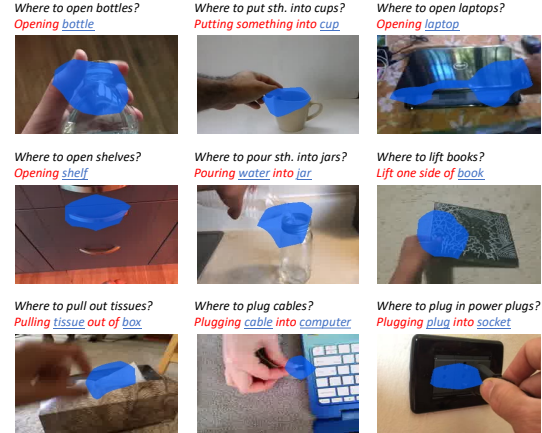 Where to open bottles?
Opening bottle
Where to put sth. into cups?
Putting something into cup
Where to open laptops?
Opening laptop
Where to open shelves?
Opening shelf
Where to pour sth. into jars?
Pouring water into jar
Where to lift books?
Lift one side of book
Where to pull out tissues?
Pulling tissue out of box
Where to plug cables?
Plugging cable into computer
Where to plug in power plugs?
Plugging plug into socket